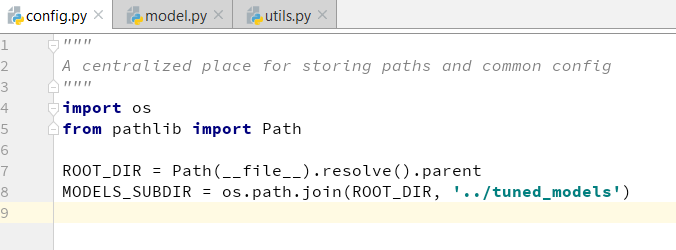 config.py model.py utils.py
1 """
2 A centralized place for storing paths and common config
3 """
4 import os
5 from pathlib import Path
6
7 ROOT_DIR = Path(__file__).resolve().parent
8 MODELS_SUBDIR = os.path.join(ROOT_DIR, '../tuned_models')
9